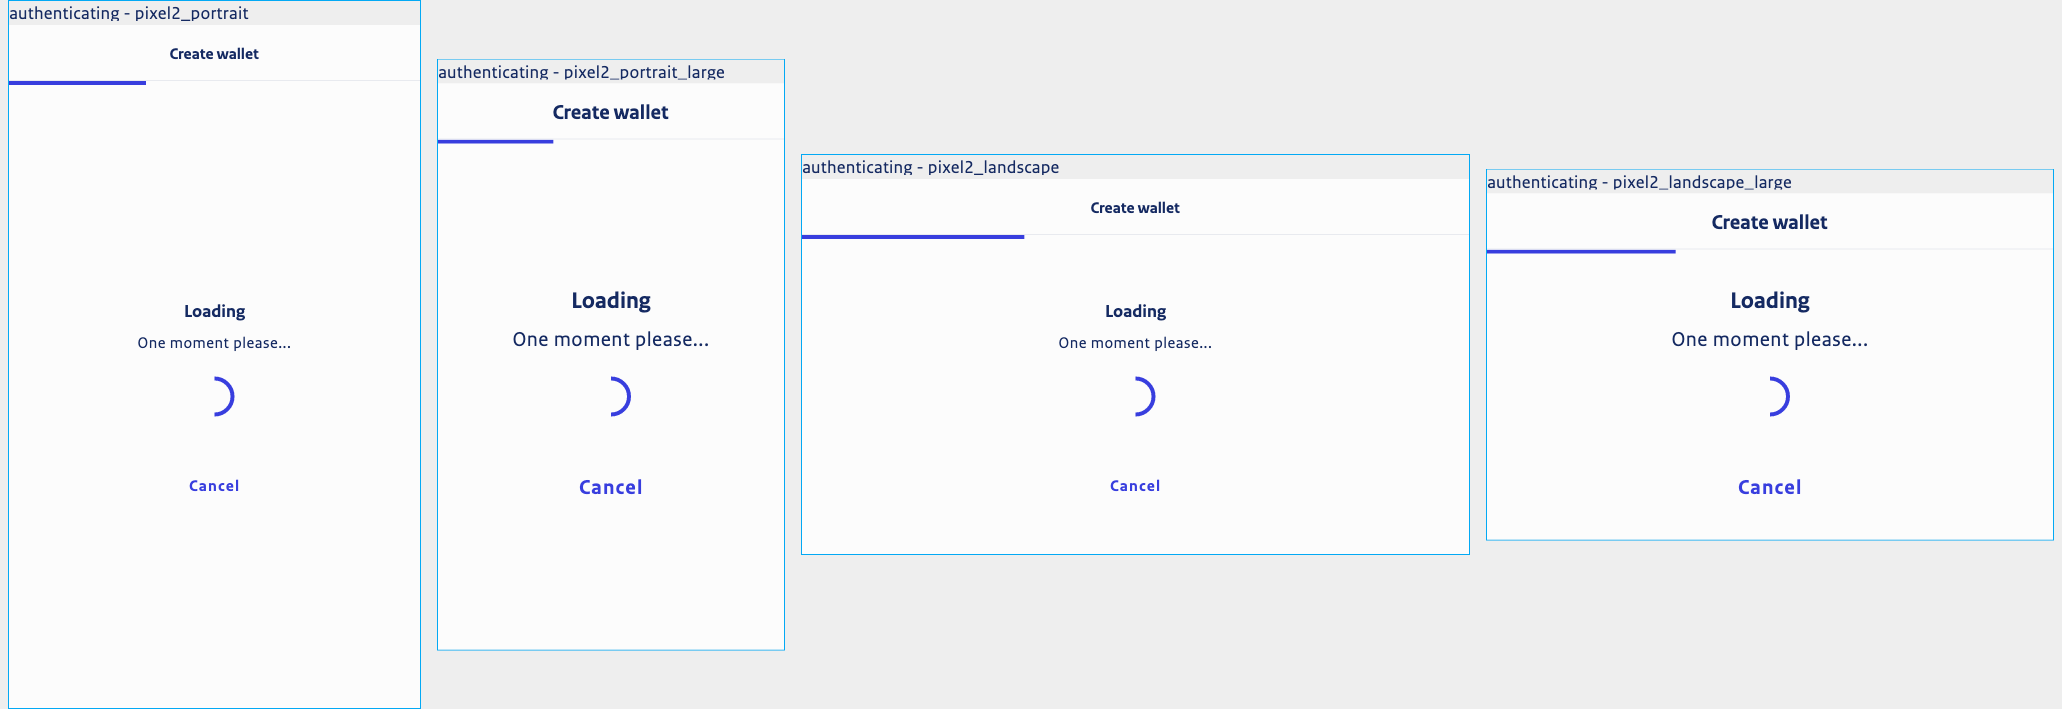 authenticating - pixel2_portrait
Create wallet
Loading
One moment please...
Cancel
authenticating - pixel2_portrait_large
Create wallet
Loading
One moment please...
Cancel
authenticating - pixel2_landscape
Create wallet
Loading
One moment please...
Cancel
authenticating - pixel2_landscape_large
Create wallet
Loading
One moment please...
Cancel